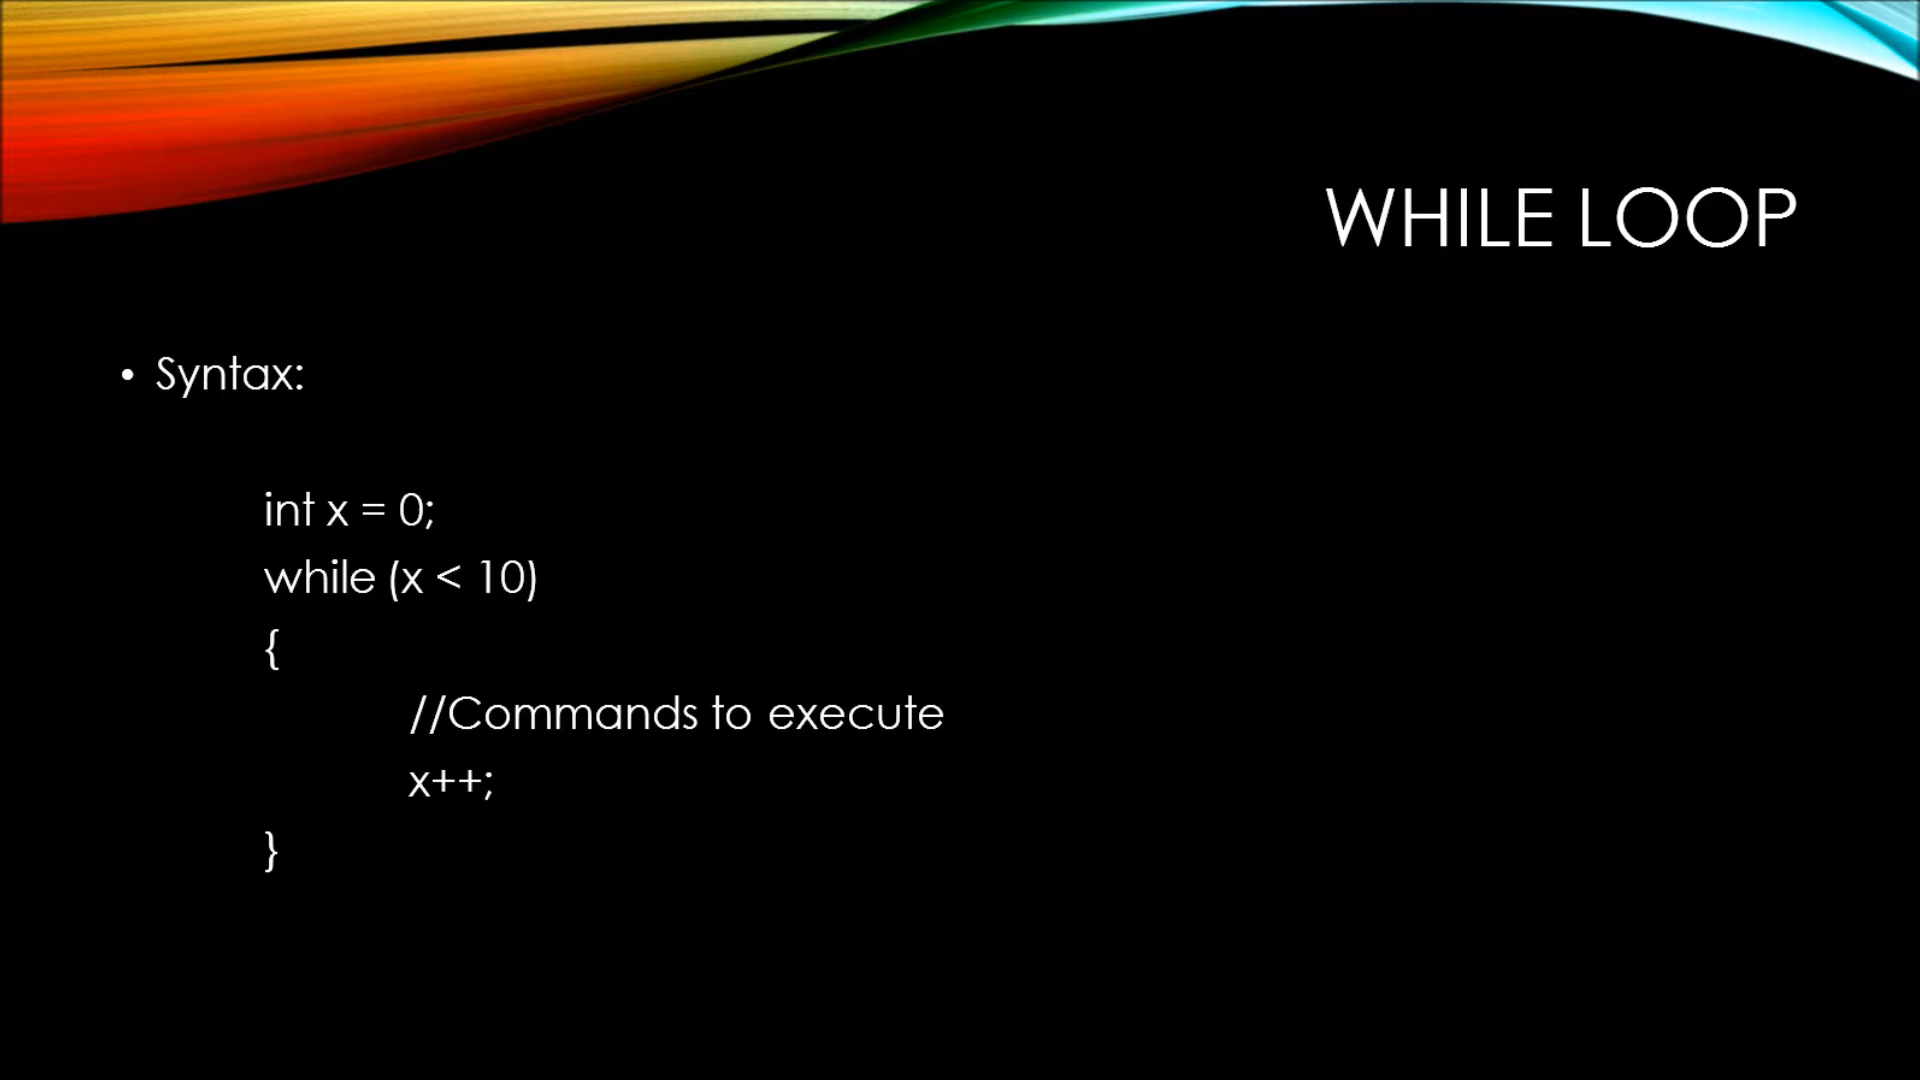 WHILE LOOP
• Syntax:
int x = 0;
while (x < 10)
{
//Commands to execute
x++;
}